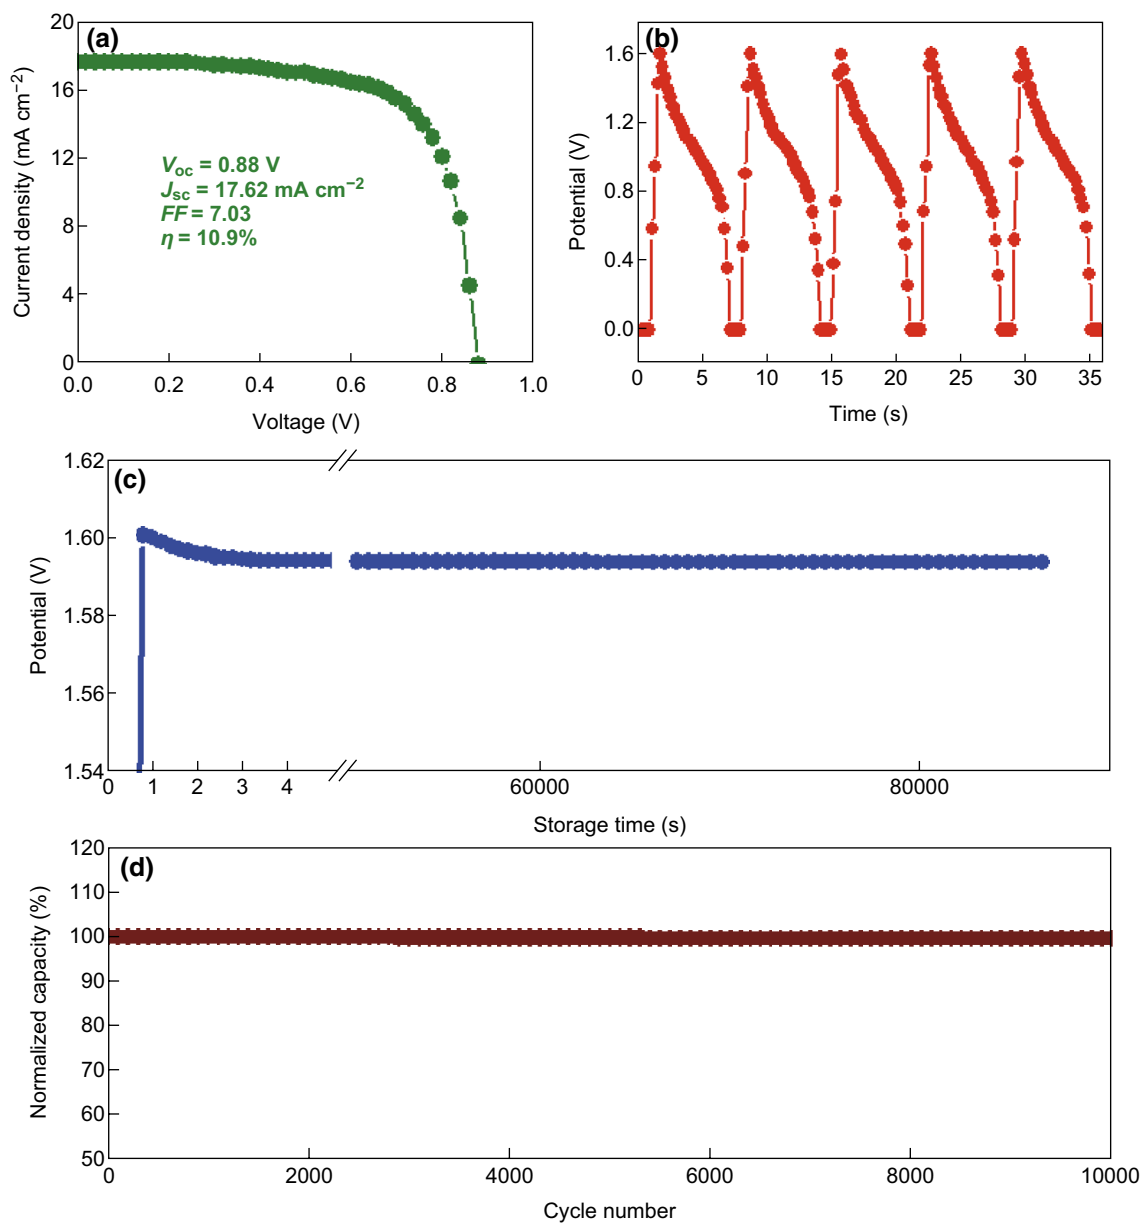 (a)
20
16
12
8
4
0
Current density (mA cm⁻²)
V_oc = 0.88 V
J_sc = 17.62 mA cm⁻²
FF = 7.03
η = 10.9%
0.0 0.2 0.4 0.6 0.8 1.0
Voltage (V)
(b)
1.6
1.2
0.8
0.4
0.0
Potential (V)
0 5 10 15 20 25 30 35
Time (s)
(c)
1.62
1.60
1.58
1.56
1.54
Potential (V)
0 1 2 3 4 60000 80000
Storage time (s)
(d)
120
110
100
90
80
70
60
50
Normalized capacity (%)
0 2000 4000 6000 8000 10000
Cycle number